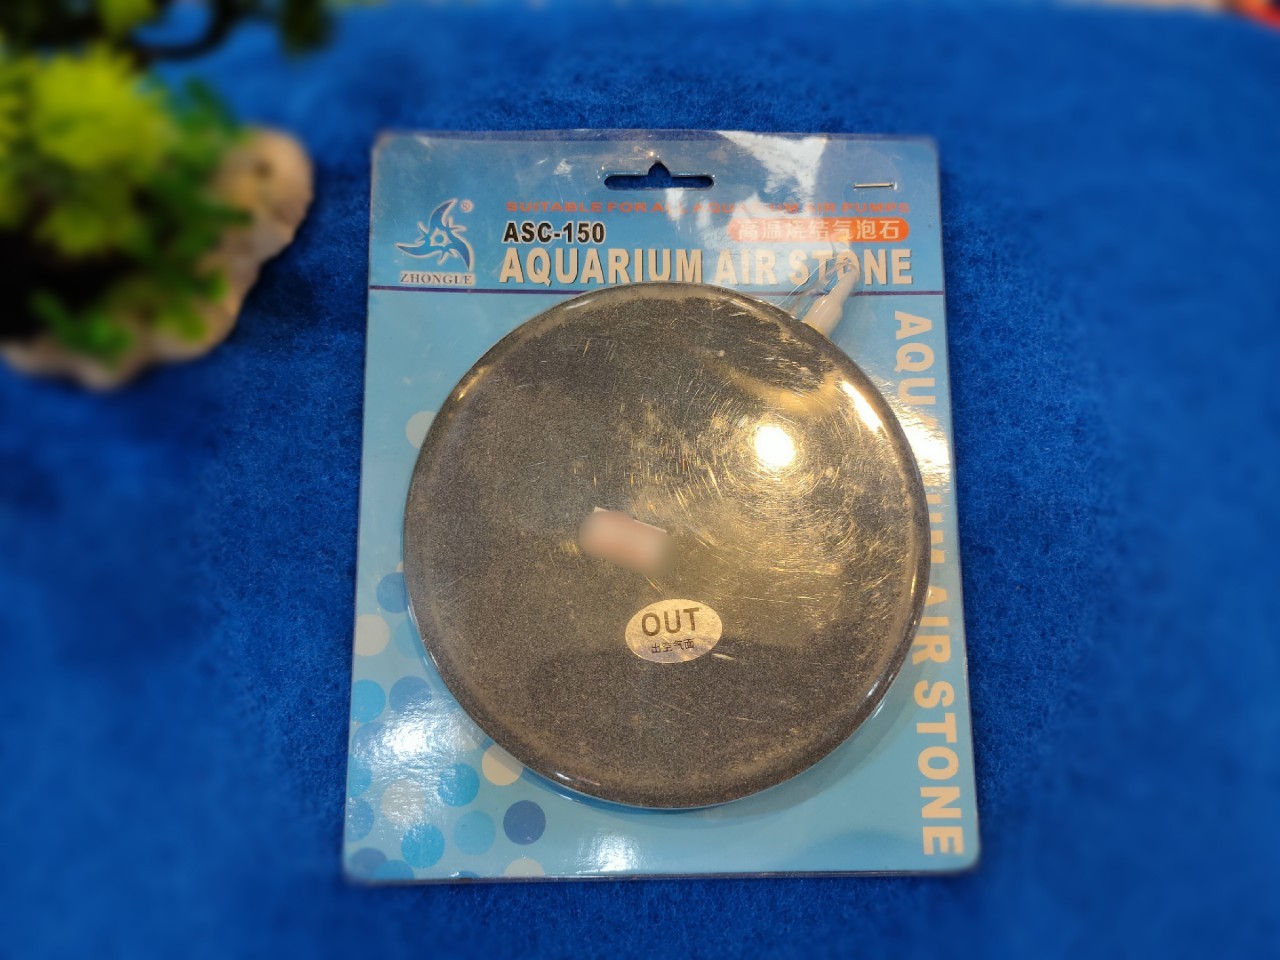 SUITABLE FOR ALL AQUARIUM AIR PUMPS
®
ASC-150
高温烧结气泡石
ZHONGLE
AQUARIUM AIR STONE
AQUARIUM AIR STONE
OUT
出空气面